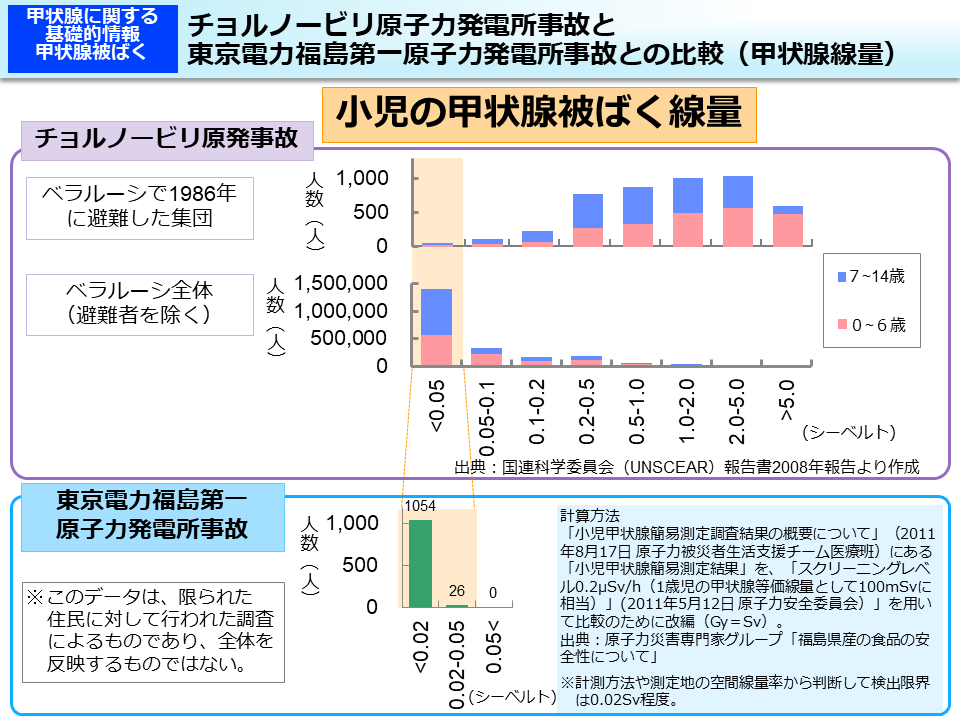 甲状腺に関する
基礎的情報
甲状腺被ばく
チョルノービリ原子力発電所事故と
東京電力福島第一原子力発電所事故との比較（甲状腺線量）
小児の甲状腺被ばく線量
チョルノービリ原発事故
ベラルーシで1986年
に避難した集団
人数（人）
1,000
500
0
ベラルーシ全体
（避難者を除く）
人数（人）
1,500,000
1,000,000
500,000
0
7~14歳
0~6歳
<0.05
0.05-0.1
0.1-0.2
0.2-0.5
0.5-1.0
1.0-2.0
2.0-5.0
>5.0
（シーベルト）
出典：国連科学委員会（UNSCEAR）報告書2008年報告より作成
東京電力福島第一
原子力発電所事故
※このデータは、限られた
住民に対して行われた調査
によるものであり、全体を
反映するものではない。
人数（人）
1,000
500
0
1054
26
0
<0.02
0.02-0.05
0.05<
（シーベルト）
計算方法
「小児甲状腺簡易測定調査結果の概要について」（2011
年8月17日 原子力被災者生活支援チーム医療班）にある
「小児甲状腺簡易測定結果」を、「スクリーニングレベ
ル0.2μSv/h（1歳児の甲状腺等価線量として100mSvに
相当）」(2011年5月12日 原子力安全委員会）」を用い
て比較のために改編（Gy＝Sv）。
出典：原子力災害専門家グループ「福島県産の食品の安
全性について」
※計測方法や測定地の空間線量率から判断して検出限界
は0.02Sv程度。